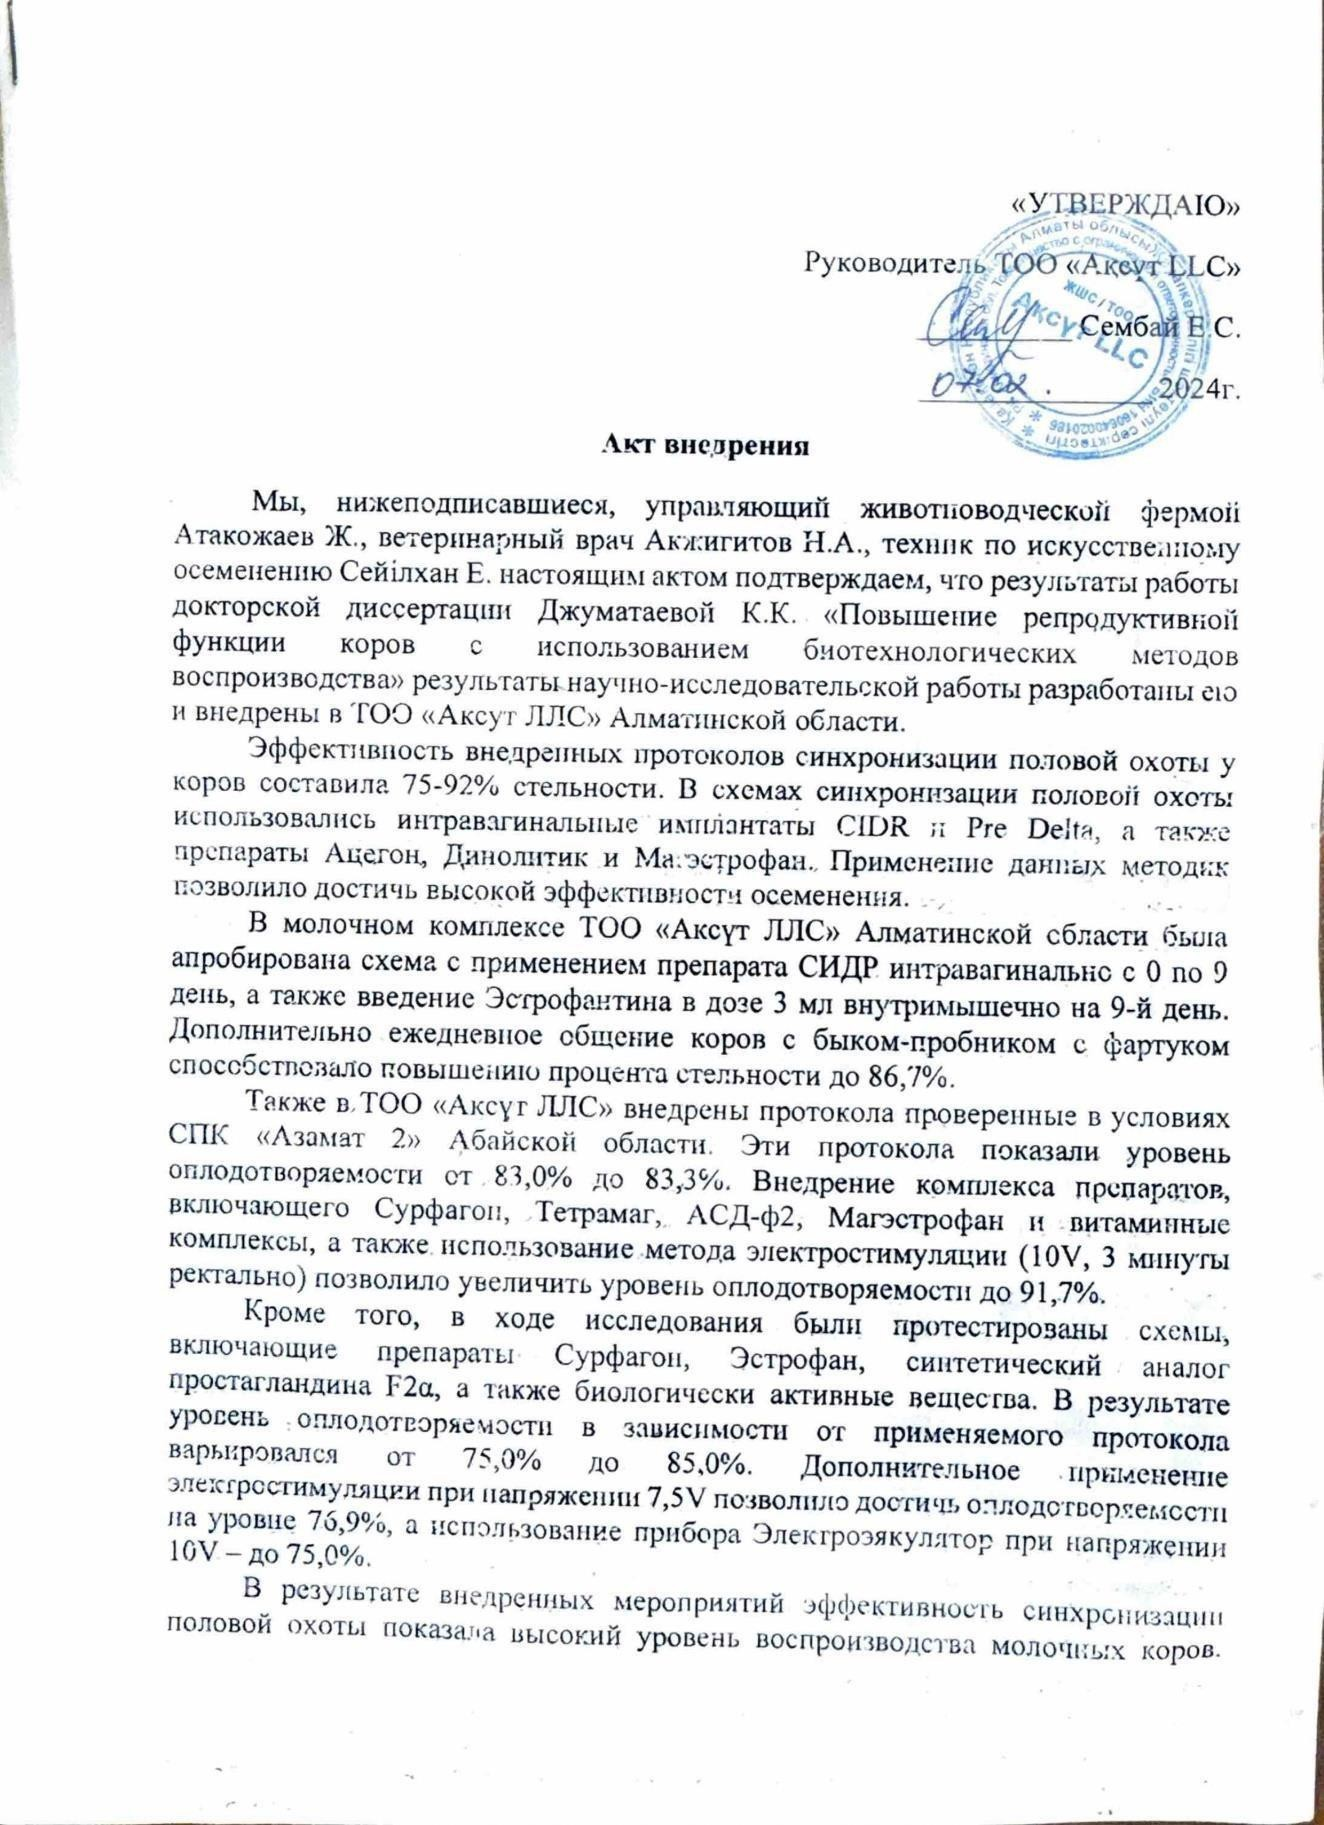 «УТВЕРЖДАЮ»
Руководитель ТОО «Ақсүт LLC»
Сембай Е.С.
07.02. 2024г.
ЖШС / ТОО
АҚСҮТ LLC
Акт внедрения
Мы, нижеподписавшиеся, управляющий животноводческой фермой
Атакожаев Ж., ветеринарный врач Акжигитов Н.А., техник по искусственному
осеменению Сейілхан Е. настоящим актом подтверждаем, что результаты работы
докторской диссертации Джуматаевой К.К. «Повышение репродуктивной
функции коров с использованием биотехнологических методов
воспроизводства» результаты научно-исследовательской работы разработаны ею
и внедрены в ТОО «Аксут ЛЛС» Алматинской области.
Эффективность внедренных протоколов синхронизации половой охоты у
коров составила 75-92% стельности. В схемах синхронизации половой охоты
использовались интравагинальные имплантаты CIDR и Pre Delta, а также
препараты Ацегон, Динолитик и Магэстрофан. Применение данных методик
позволило достичь высокой эффективности осеменения.
В молочном комплексе ТОО «Аксүт ЛЛС» Алматинской области была
апробирована схема с применением препарата СИДР интравагинально с 0 по 9
день, а также введение Эстрофантина в дозе 3 мл внутримышечно на 9-й день.
Дополнительно ежедневное общение коров с быком-пробником с фартуком
способствовало повышению процента стельности до 86,7%.
Также в ТОО «Аксүт ЛЛС» внедрены протокола проверенные в условиях
СПК «Азамат 2» Абайской области. Эти протокола показали уровень
оплодотворяемости от 83,0% до 83,3%. Внедрение комплекса препаратов,
включающего Сурфагон, Тетрамаг, АСД-ф2, Магэстрофан и витаминные
комплексы, а также использование метода электростимуляции (10V, 3 минуты
ректально) позволило увеличить уровень оплодотворяемости до 91,7%.
Кроме того, в ходе исследования были протестированы схемы,
включающие препараты Сурфагон, Эстрофан, синтетический аналог
простагландина F2α, а также биологически активные вещества. В результате
уровень оплодотворяемости в зависимости от применяемого протокола
варьировался от 75,0% до 85,0%. Дополнительное применение
электростимуляции при напряжении 7,5V позволило достичь оплодотворяемости
на уровне 76,9%, а использование прибора Электроэякулятор при напряжении
10V – до 75,0%.
В результате внедренных мероприятий эффективность синхронизации
половой охоты показала высокий уровень воспроизводства молочных коров.